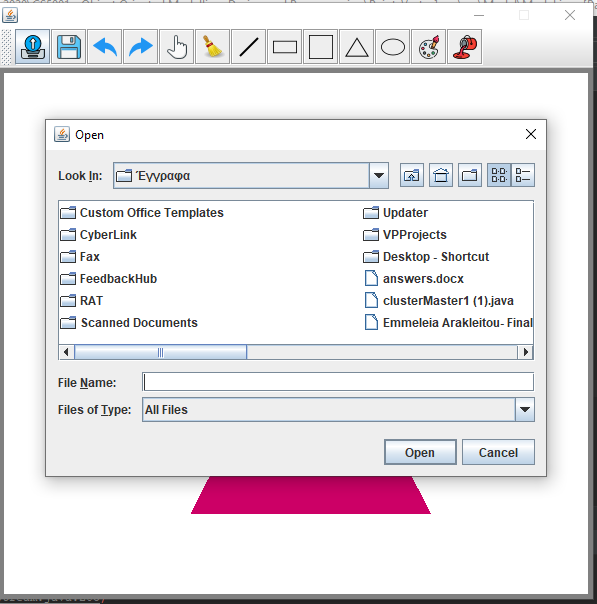 Open
Look In:
Έγγραφα
Custom Office Templates
CyberLink
Fax
FeedbackHub
RAT
Scanned Documents
Updater
VPProjects
Desktop - Shortcut
answers.docx
clusterMaster1 (1).java
Emmeleia Arakleitou- Final
File Name:
Files of Type:
All Files
Open
Cancel